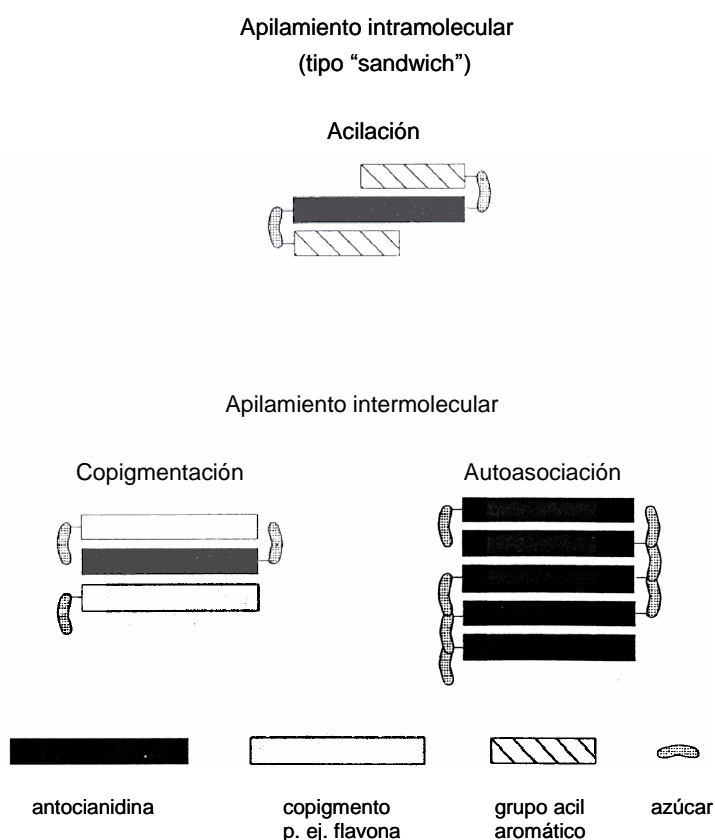 Apilamiento intramolecular
(tipo “sandwich”)
Acilación
Apilamiento intermolecular
Copigmentación
Autoasociación
antocianidina
copigmento
p. ej. flavona
grupo acil
aromático
azúcar